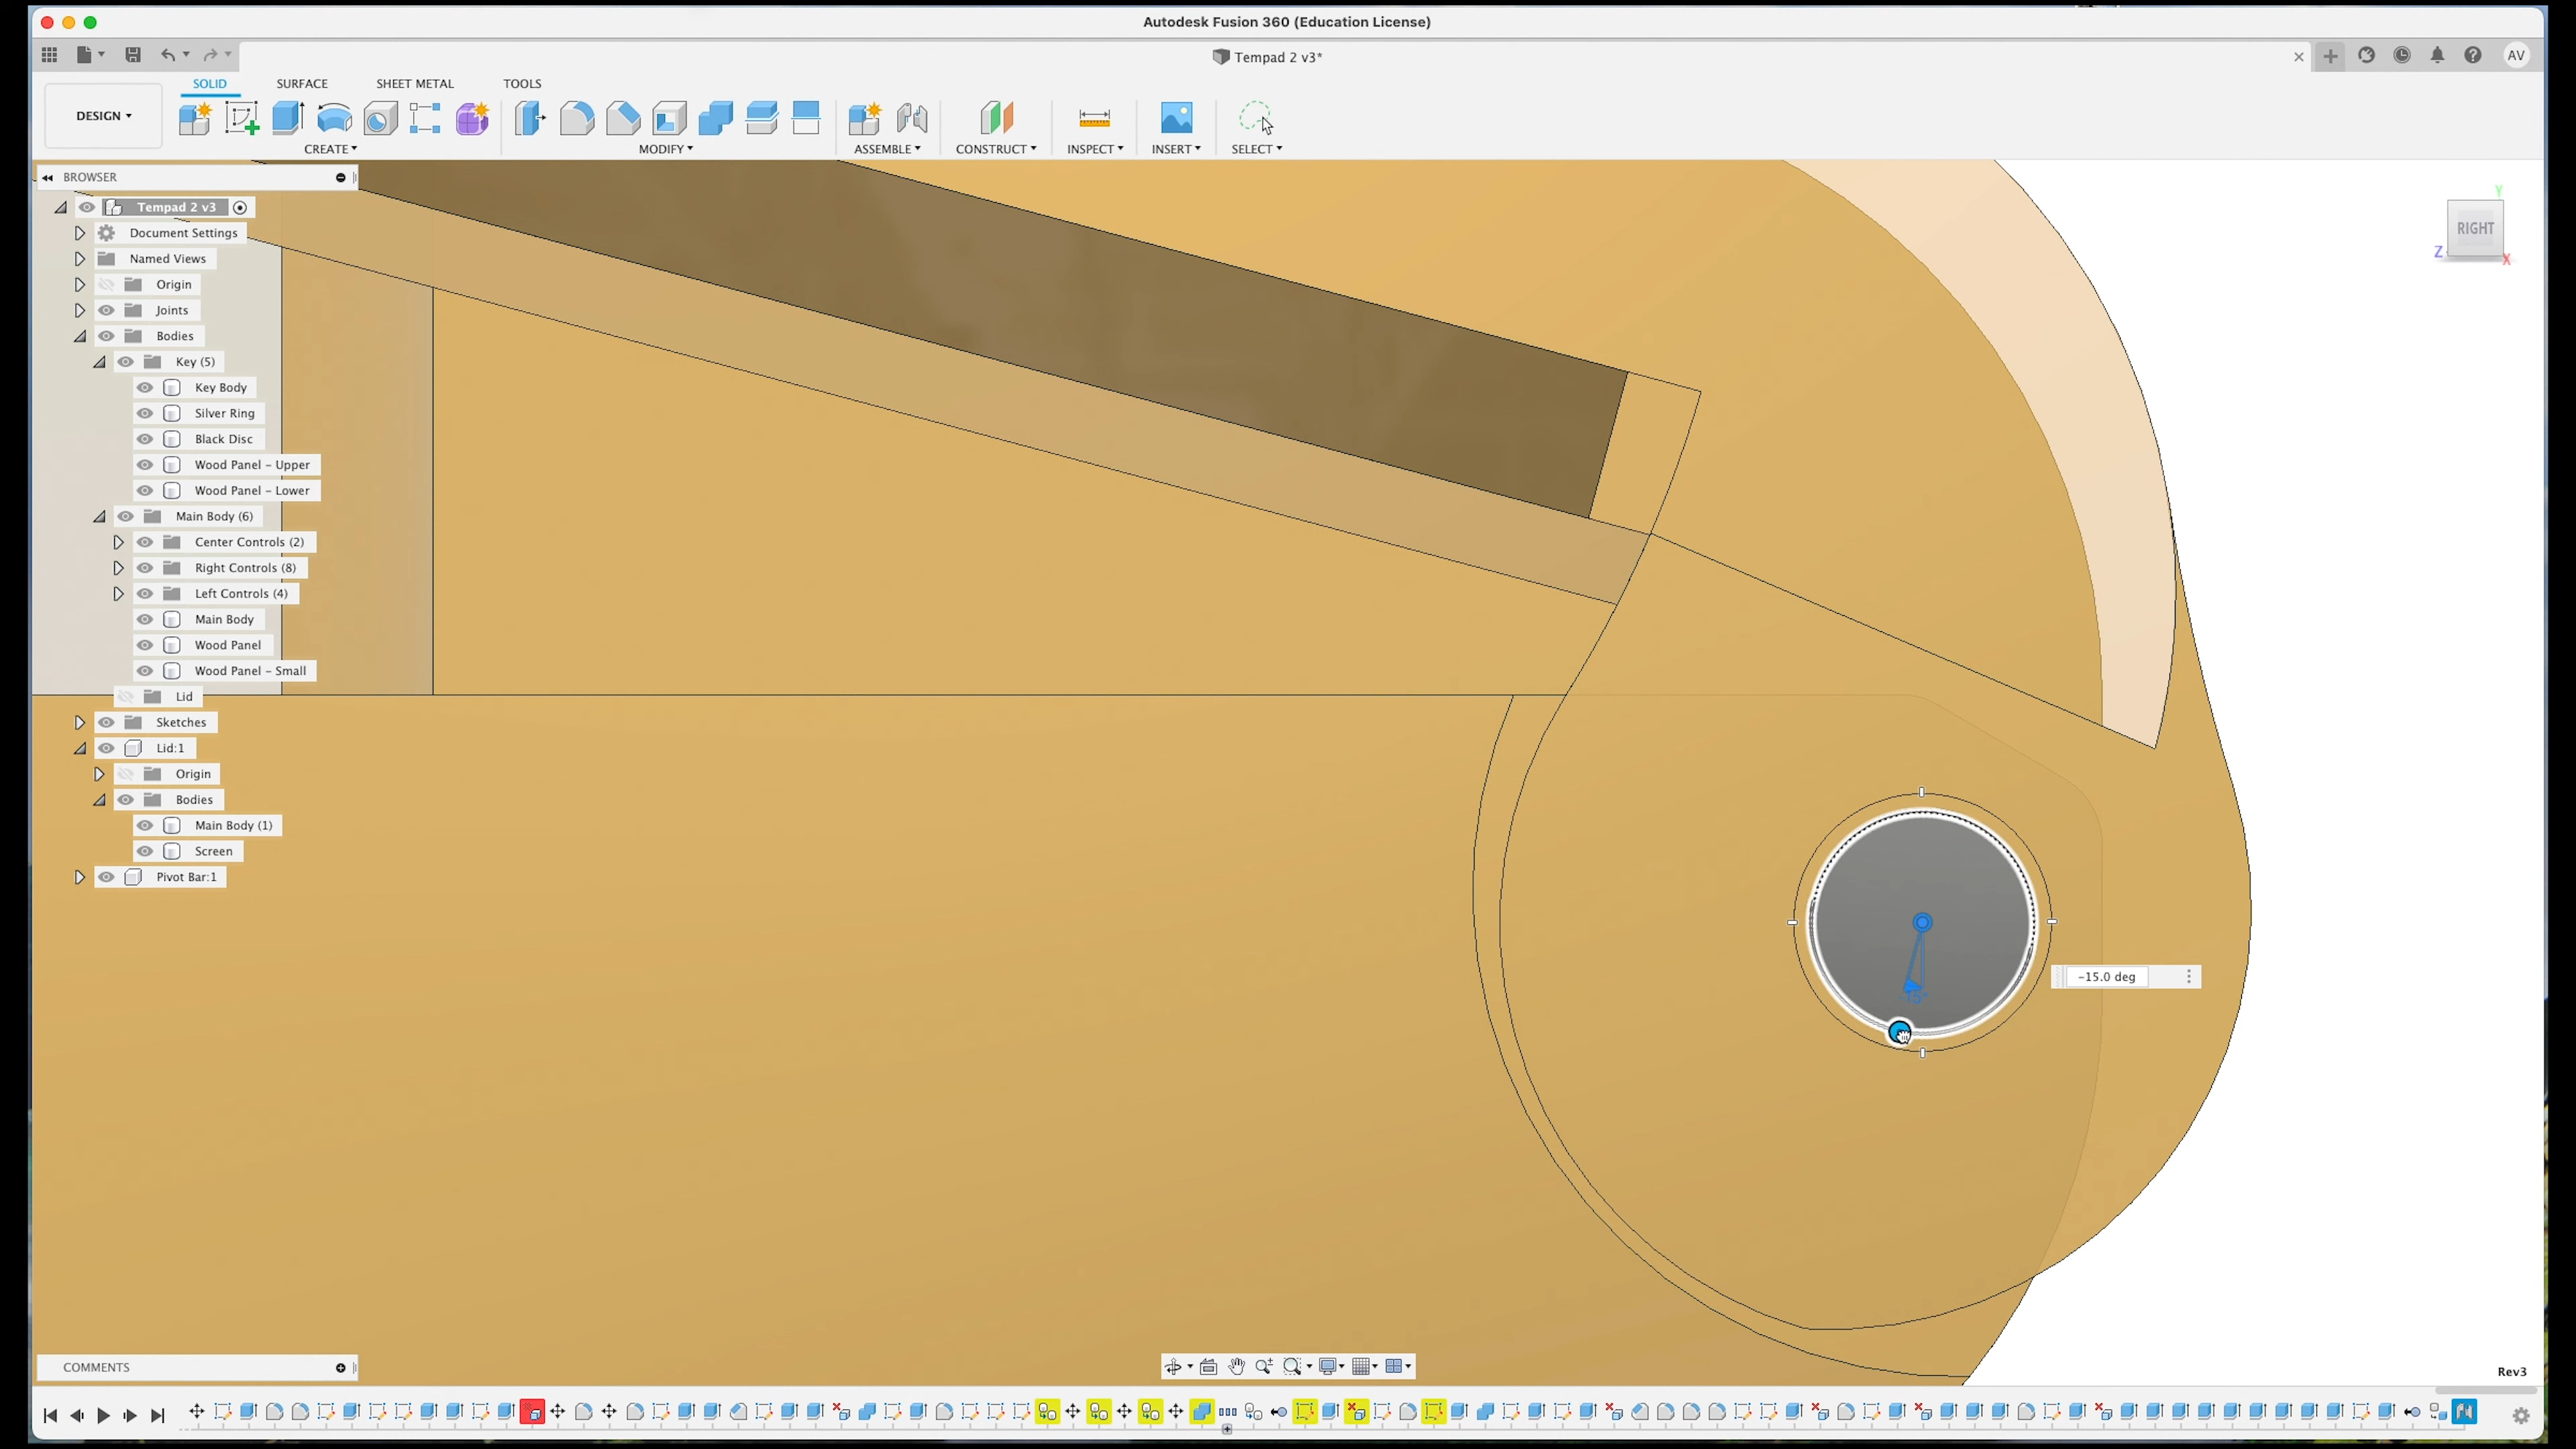 Autodesk Fusion 360 (Education License)
Tempad 2 v3*
AV
SOLID SURFACE SHEET METAL TOOLS
DESIGN
CREATE MODIFY ASSEMBLE CONSTRUCT INSPECT INSERT SELECT
BROWSER
Tempad 2 v3
Document Settings
Named Views
Origin
Joints
Bodies
Key (5)
Key Body
Silver Ring
Black Disc
Wood Panel - Upper
Wood Panel - Lower
Main Body (6)
Center Controls (2)
Right Controls (8)
Left Controls (4)
Main Body
Wood Panel
Wood Panel - Small
Lid
Sketches
Lid:1
Origin
Bodies
Main Body (1)
Screen
Pivot Bar:1
Y
RIGHT
Z
X
-15.0 deg
-15°
COMMENTS
Rev3